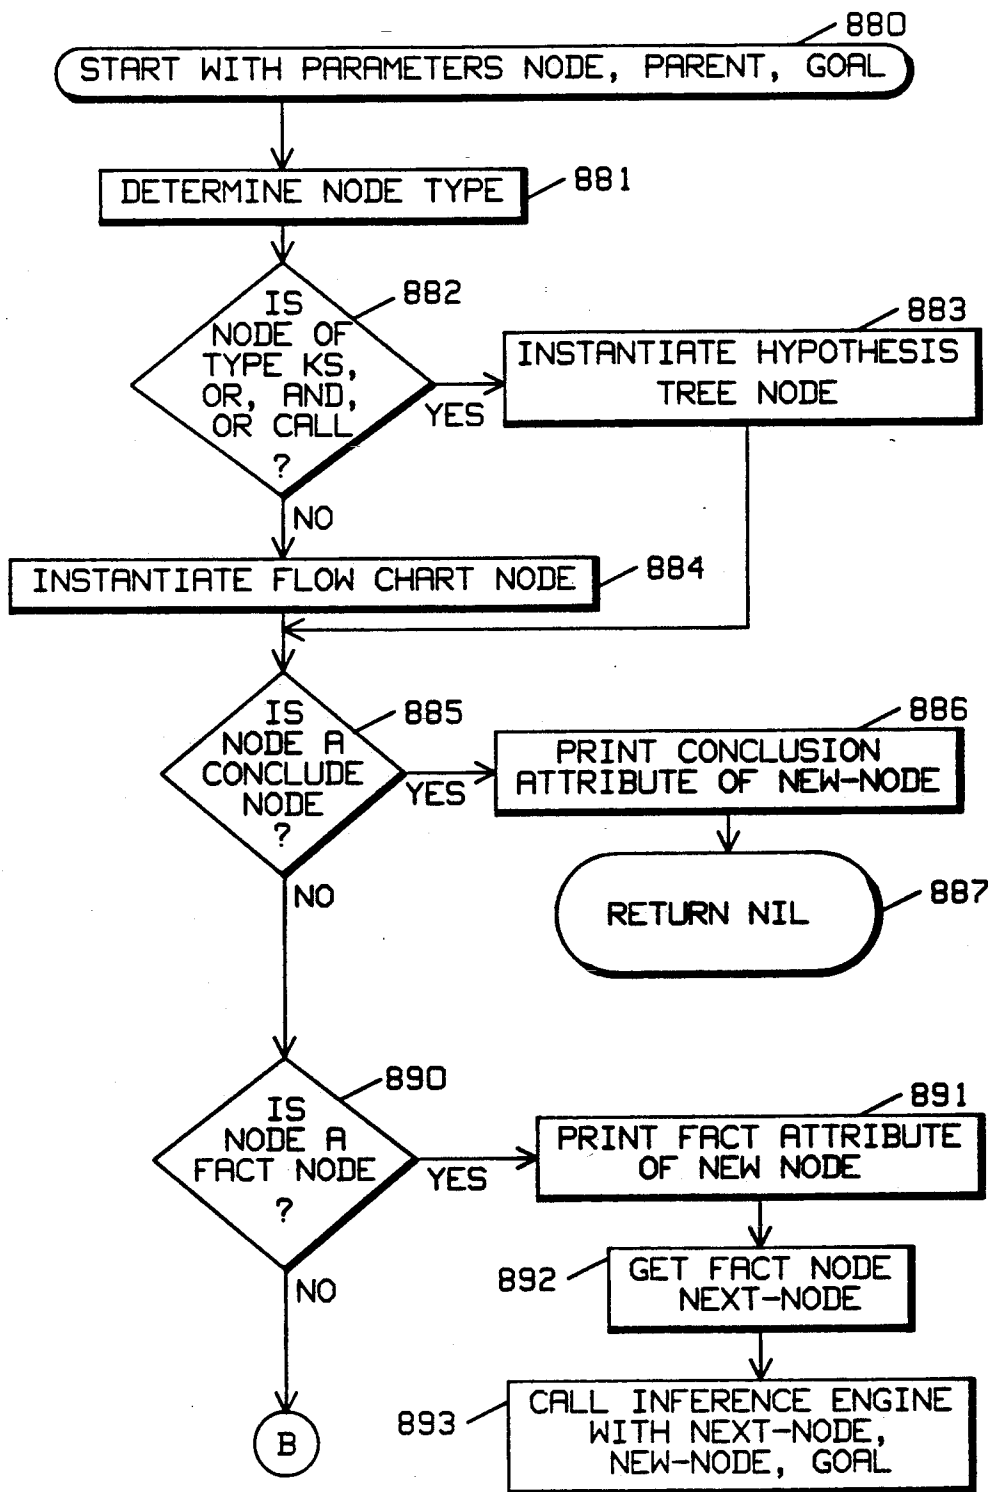 880
START WITH PARAMETERS NODE, PARENT, GOAL
DETERMINE NODE TYPE
881
IS
NODE OF
TYPE KS,
OR, AND,
OR CALL
?
882
YES
NO
883
INSTANTIATE HYPOTHESIS
TREE NODE
INSTANTIATE FLOW CHART NODE
884
IS
NODE A
CONCLUDE
NODE
?
885
YES
NO
886
PRINT CONCLUSION
ATTRIBUTE OF NEW-NODE
RETURN NIL
887
IS
NODE A
FACT NODE
?
890
YES
NO
891
PRINT FACT ATTRIBUTE
OF NEW NODE
892
GET FACT NODE
NEXT-NODE
893
CALL INFERENCE ENGINE
WITH NEXT-NODE,
NEW-NODE, GOAL
B